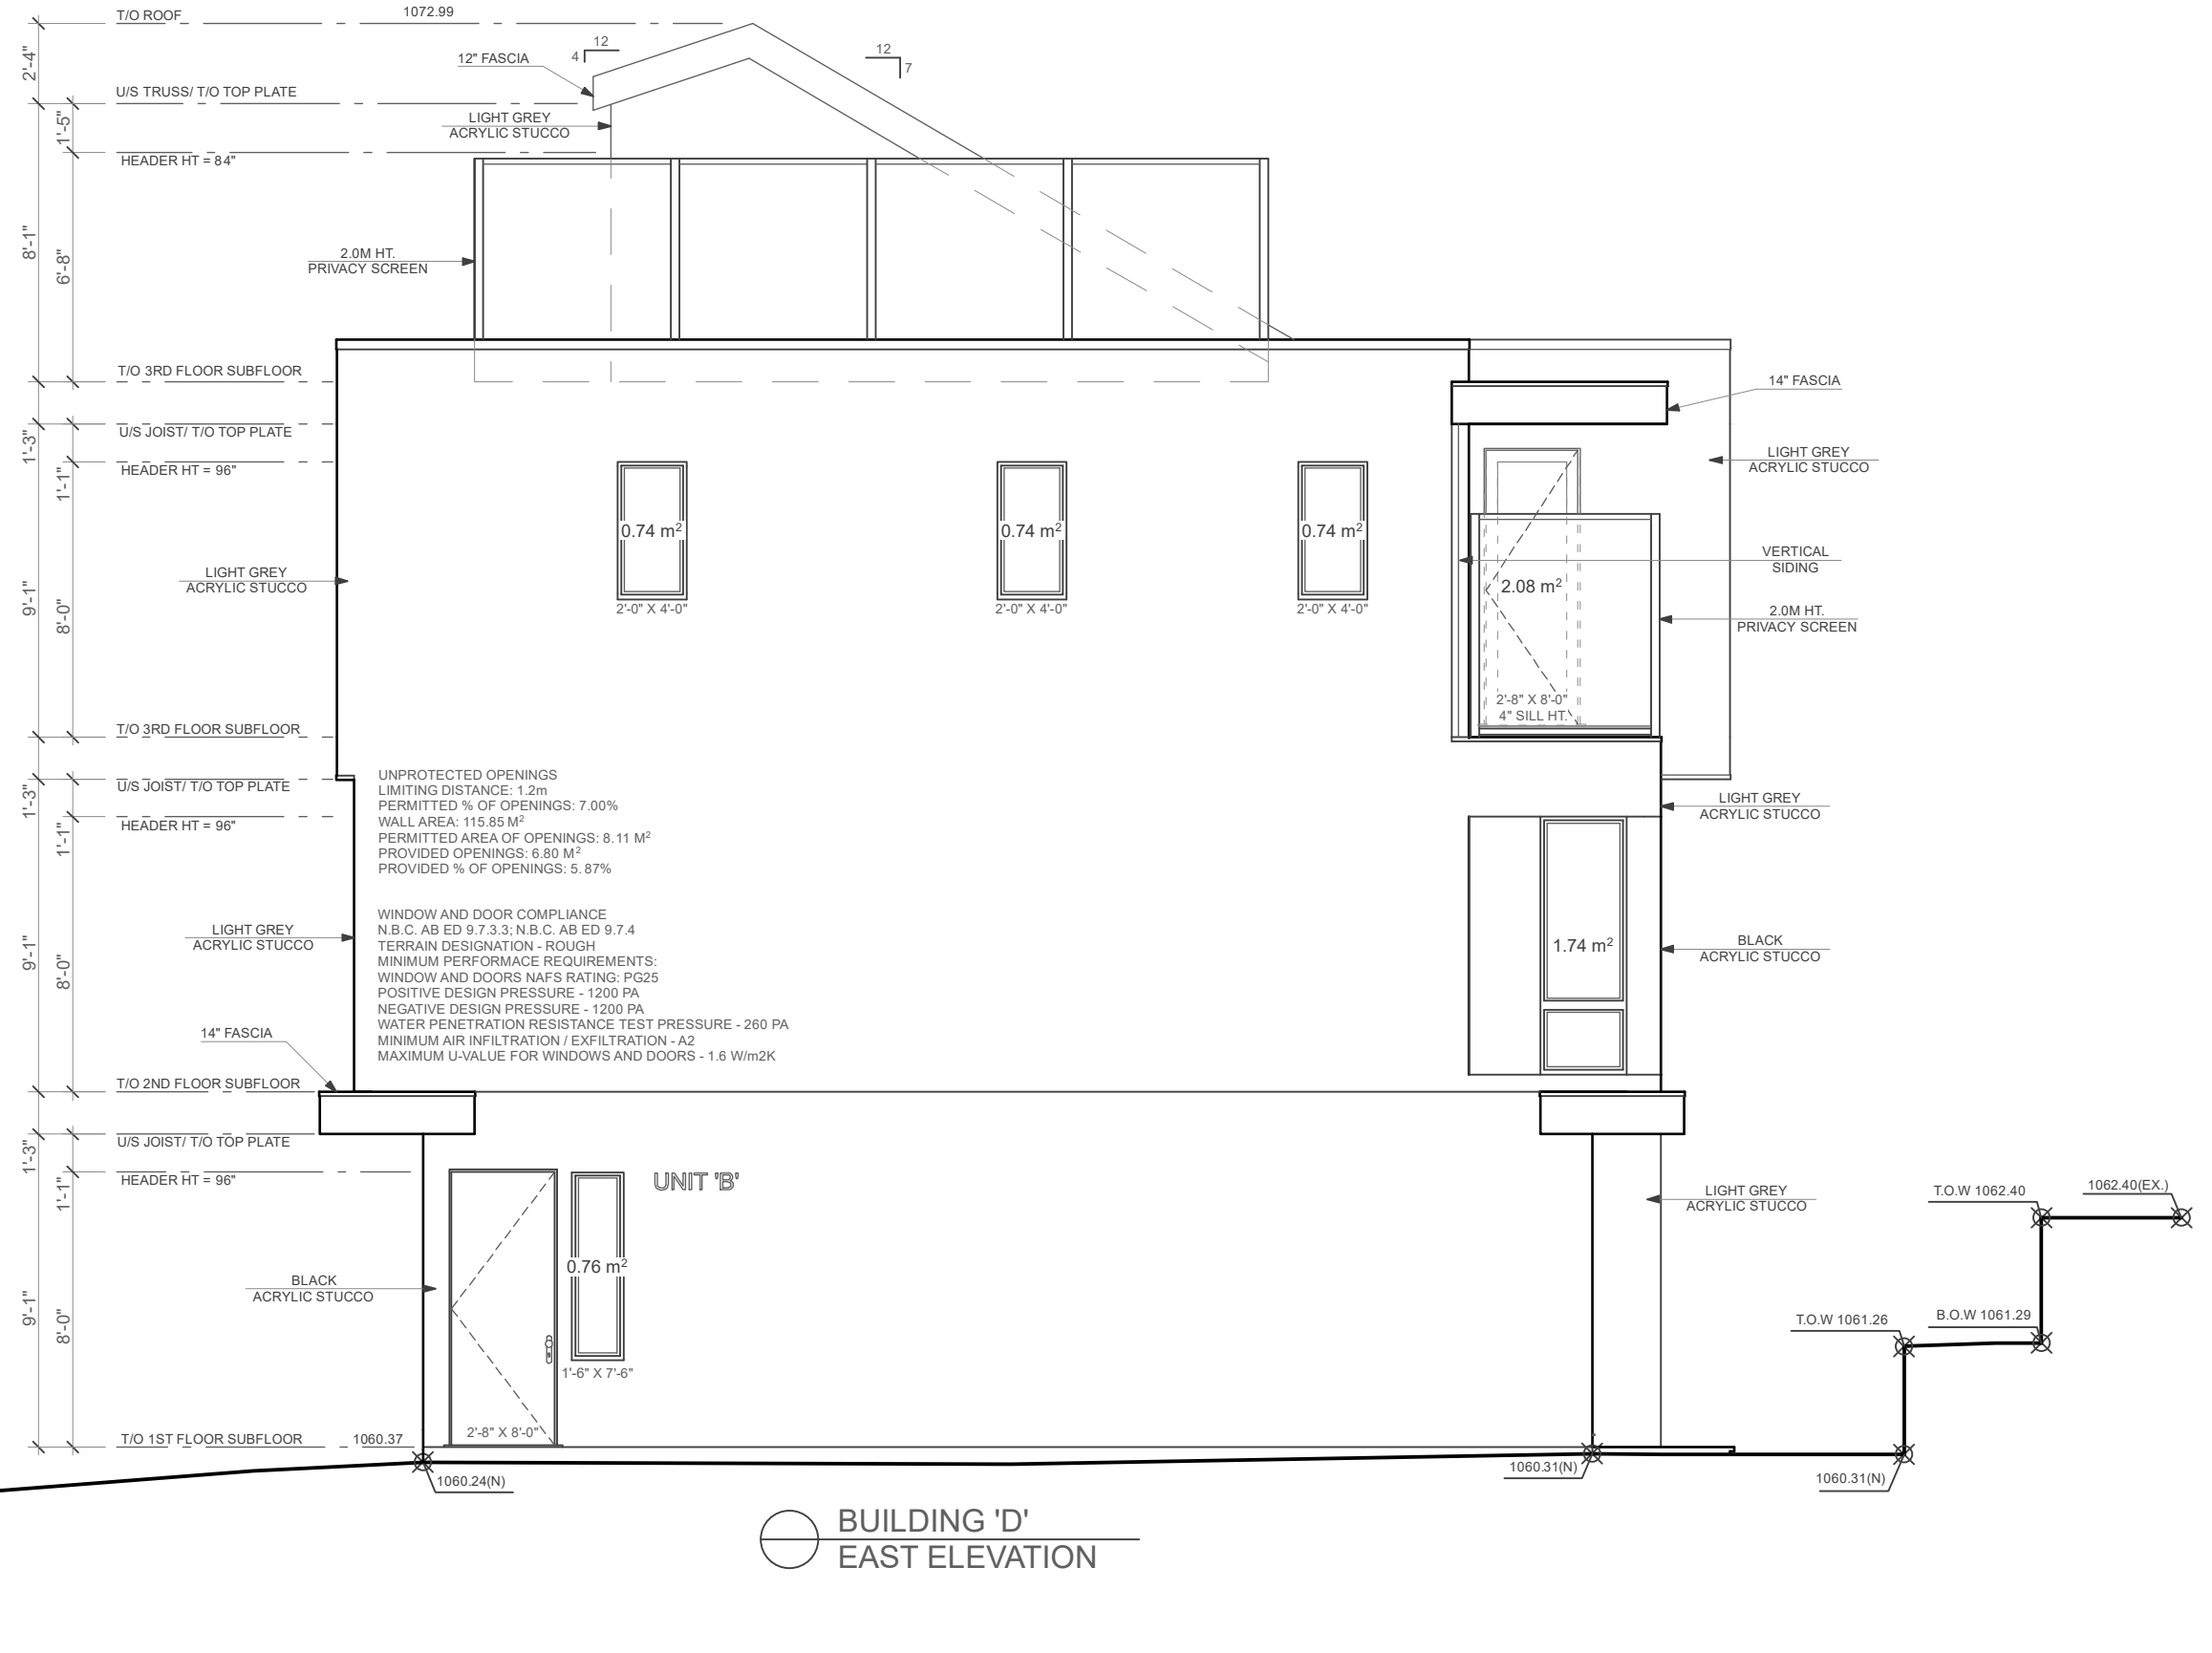 T/O ROOF
1072.99
2'-4"
12
4
12
7
12" FASCIA
U/S TRUSS/ T/O TOP PLATE
1'-5"
LIGHT GREY
ACRYLIC STUCCO
HEADER HT = 84"
8'-1"
6'-8"
2.0M HT.
PRIVACY SCREEN
T/O 3RD FLOOR SUBFLOOR
14" FASCIA
1'-3"
U/S JOIST/ T/O TOP PLATE
1'-1"
HEADER HT = 96"
LIGHT GREY
ACRYLIC STUCCO
0.74 m²
0.74 m²
0.74 m²
2'-0" X 4'-0"
2'-0" X 4'-0"
2'-0" X 4'-0"
VERTICAL
SIDING
2.08 m²
LIGHT GREY
ACRYLIC STUCCO
9'-1"
8'-0"
2.0M HT.
PRIVACY SCREEN
2'-8" X 8'-0"
4" SILL HT.
T/O 3RD FLOOR SUBFLOOR
1'-3"
U/S JOIST/ T/O TOP PLATE
1'-1"
HEADER HT = 96"
UNPROTECTED OPENINGS
LIMITING DISTANCE: 1.2m
PERMITTED % OF OPENINGS: 7.00%
WALL AREA: 115.85 M²
PERMITTED AREA OF OPENINGS: 8.11 M²
PROVIDED OPENINGS: 6.80 M²
PROVIDED % OF OPENINGS: 5.87%
LIGHT GREY
ACRYLIC STUCCO
WINDOW AND DOOR COMPLIANCE
N.B.C. AB ED 9.7.3.3; N.B.C. AB ED 9.7.4
TERRAIN DESIGNATION - ROUGH
MINIMUM PERFORMACE REQUIREMENTS:
WINDOW AND DOORS NAFS RATING: PG25
POSITIVE DESIGN PRESSURE - 1200 PA
NEGATIVE DESIGN PRESSURE - 1200 PA
WATER PENETRATION RESISTANCE TEST PRESSURE - 260 PA
MINIMUM AIR INFILTRATION / EXFILTRATION - A2
MAXIMUM U-VALUE FOR WINDOWS AND DOORS - 1.6 W/m2K
LIGHT GREY
ACRYLIC STUCCO
9'-1"
8'-0"
1.74 m²
BLACK
ACRYLIC STUCCO
14" FASCIA
T/O 2ND FLOOR SUBFLOOR
1'-3"
U/S JOIST/ T/O TOP PLATE
1'-1"
HEADER HT = 96"
UNIT 'B'
LIGHT GREY
ACRYLIC STUCCO
T.O.W 1062.40
1062.40(EX.)
0.76 m²
BLACK
ACRYLIC STUCCO
9'-1"
8'-0"
T.O.W 1061.26
B.O.W 1061.29
1'-6" X 7'-6"
2'-8" X 8'-0"
T/O 1ST FLOOR SUBFLOOR
1060.37
1060.24(N)
1060.31(N)
1060.31(N)
BUILDING 'D'
EAST ELEVATION